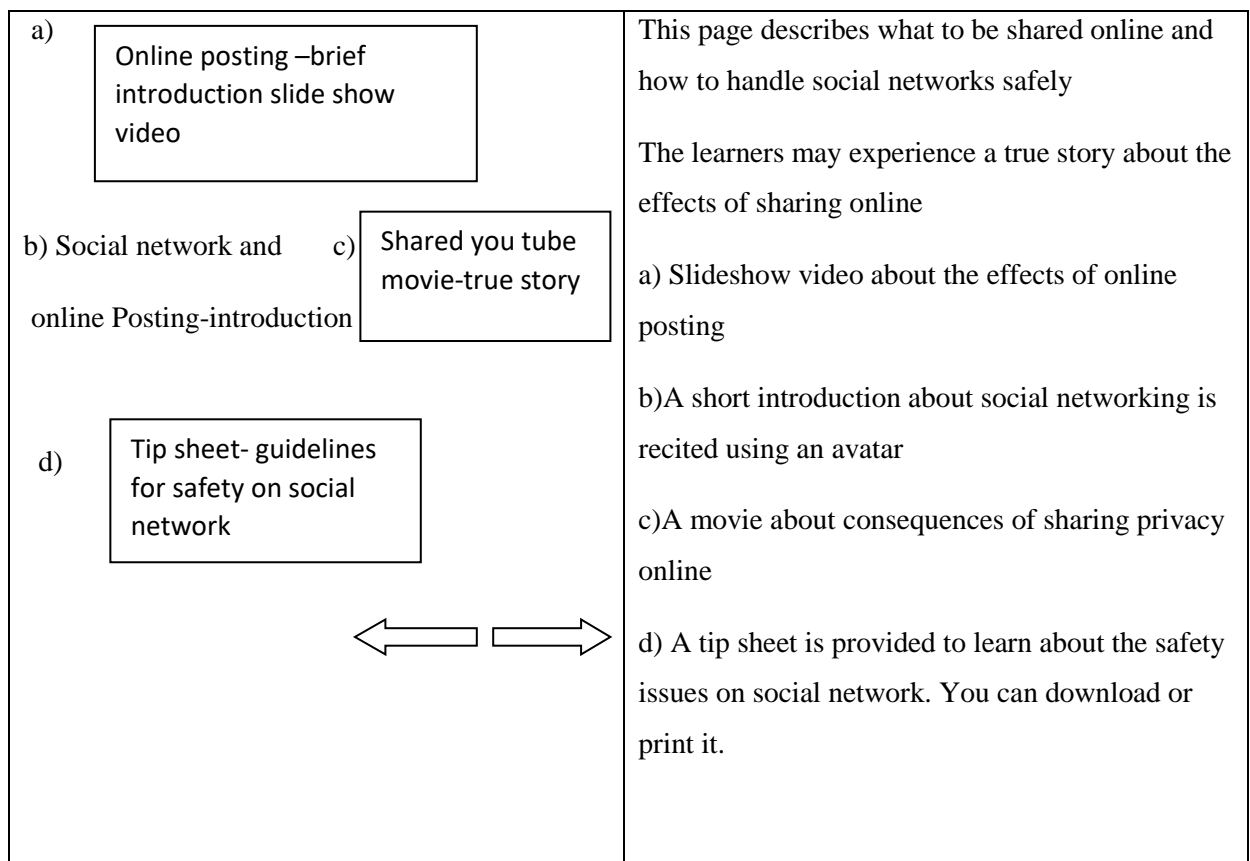 a)
Online posting –brief
introduction slide show
video
b) Social network and
online Posting-introduction
c)
Shared you tube
movie-true story
d)
Tip sheet- guidelines
for safety on social
network
This page describes what to be shared online and
how to handle social networks safely
The learners may experience a true story about the
effects of sharing online
a) Slideshow video about the effects of online
posting
b)A short introduction about social networking is
recited using an avatar
c)A movie about consequences of sharing privacy
online
d) A tip sheet is provided to learn about the safety
issues on social network. You can download or
print it.